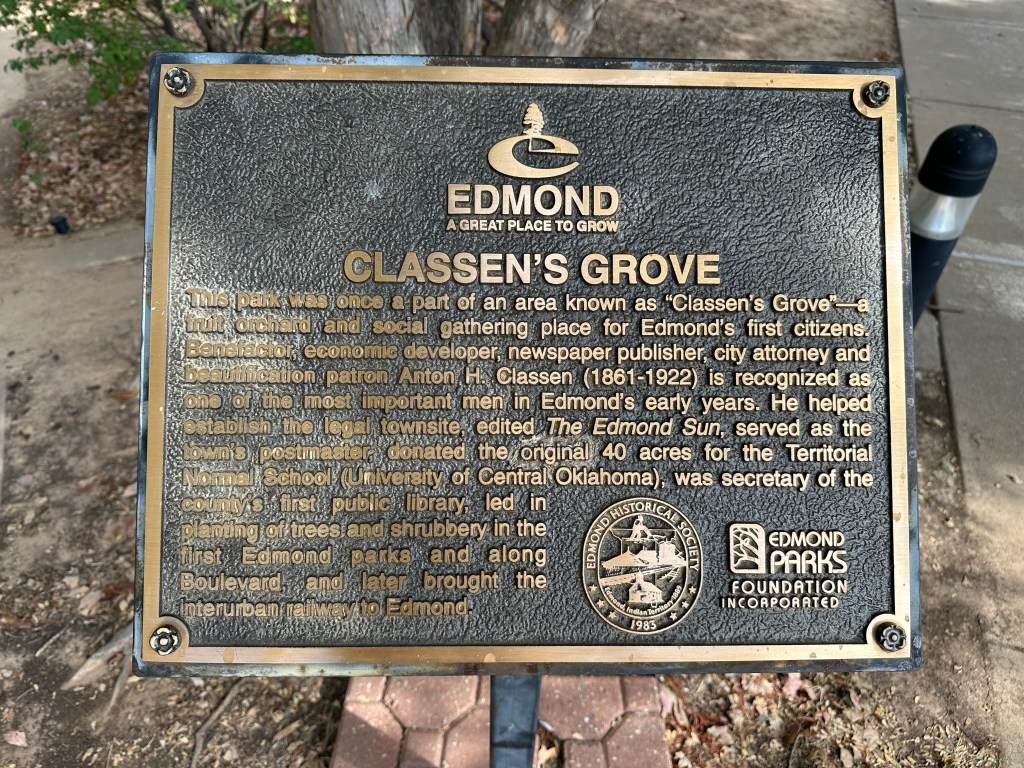 EDMOND
A GREAT PLACE TO GROW
CLASSEN'S GROVE
This park was once a part of an area known as "Classen's Grove"—a
fruit orchard and social gathering place for Edmond's first citizens.
Benefactor, economic developer, newspaper publisher, city attorney and
beautification patron Anton H. Classen (1861-1922) is recognized as
one of the most important men in Edmond's early years. He helped
establish the legal townsite, edited The Edmond Sun, served as the
town's postmaster, donated the original 40 acres for the Territorial
Normal School (University of Central Oklahoma), was secretary of the
county's first public library, led in
planting of trees and shrubbery in the
first Edmond parks and along
Boulevard, and later brought the
interurban railway to Edmond.
EDMOND HISTORICAL SOCIETY
Edmond, Indian Territory 1889
1983
EDMOND
PARKS
FOUNDATION
INCORPORATED